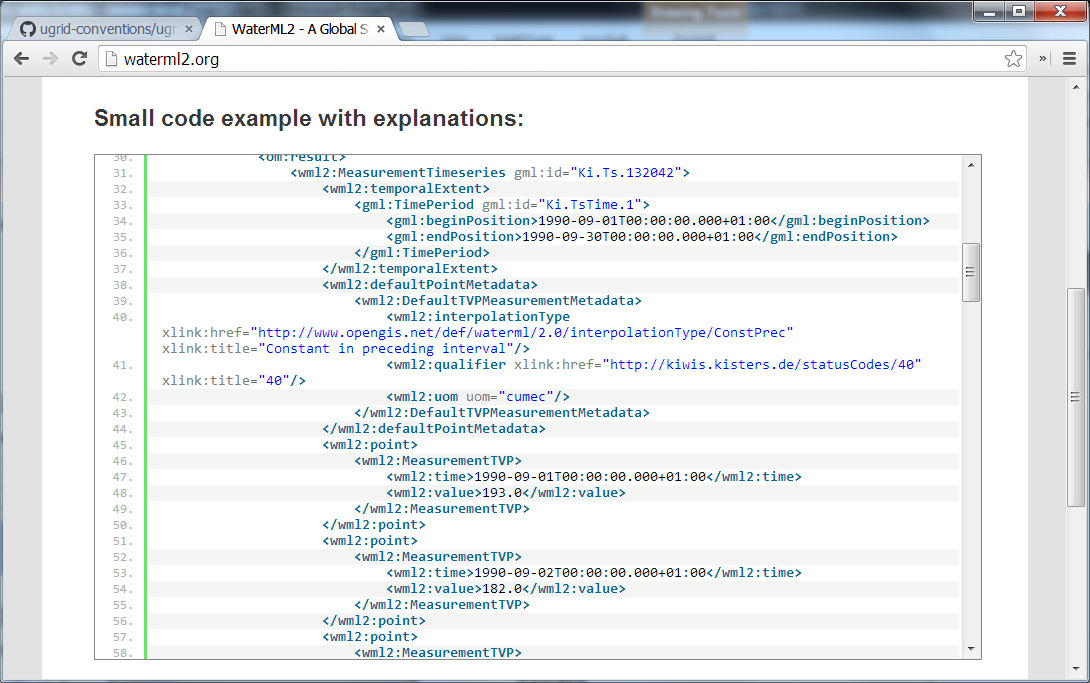 ugrid-conventions/ugr
WaterML2 - A Global S
waterml2.org
Small code example with explanations:
30. <om:result>
31. <wml2:MeasurementTimeseries gml:id="Ki.Ts.132042">
32. <wml2:temporalExtent>
33. <gml:TimePeriod gml:id="Ki.TsTime.1">
34. <gml:beginPosition>1990-09-01T00:00:00.000+01:00</gml:beginPosition>
35. <gml:endPosition>1990-09-30T00:00:00.000+01:00</gml:endPosition>
36. </gml:TimePeriod>
37. </wml2:temporalExtent>
38. <wml2:defaultPointMetadata>
39. <wml2:DefaultTVPMeasurementMetadata>
40. <wml2:interpolationType
xlink:href="http://www.opengis.net/def/waterml/2.0/interpolationType/ConstPrec"
xlink:title="Constant in preceding interval"/>
41. <wml2:qualifier xlink:href="http://kiwis.kisters.de/statusCodes/40"
xlink:title="40"/>
42. <wml2:uom uom="cumec"/>
43. </wml2:DefaultTVPMeasurementMetadata>
44. </wml2:defaultPointMetadata>
45. <wml2:point>
46. <wml2:MeasurementTVP>
47. <wml2:time>1990-09-01T00:00:00.000+01:00</wml2:time>
48. <wml2:value>193.0</wml2:value>
49. </wml2:MeasurementTVP>
50. </wml2:point>
51. <wml2:point>
52. <wml2:MeasurementTVP>
53. <wml2:time>1990-09-02T00:00:00.000+01:00</wml2:time>
54. <wml2:value>182.0</wml2:value>
55. </wml2:MeasurementTVP>
56. </wml2:point>
57. <wml2:point>
58. <wml2:MeasurementTVP>